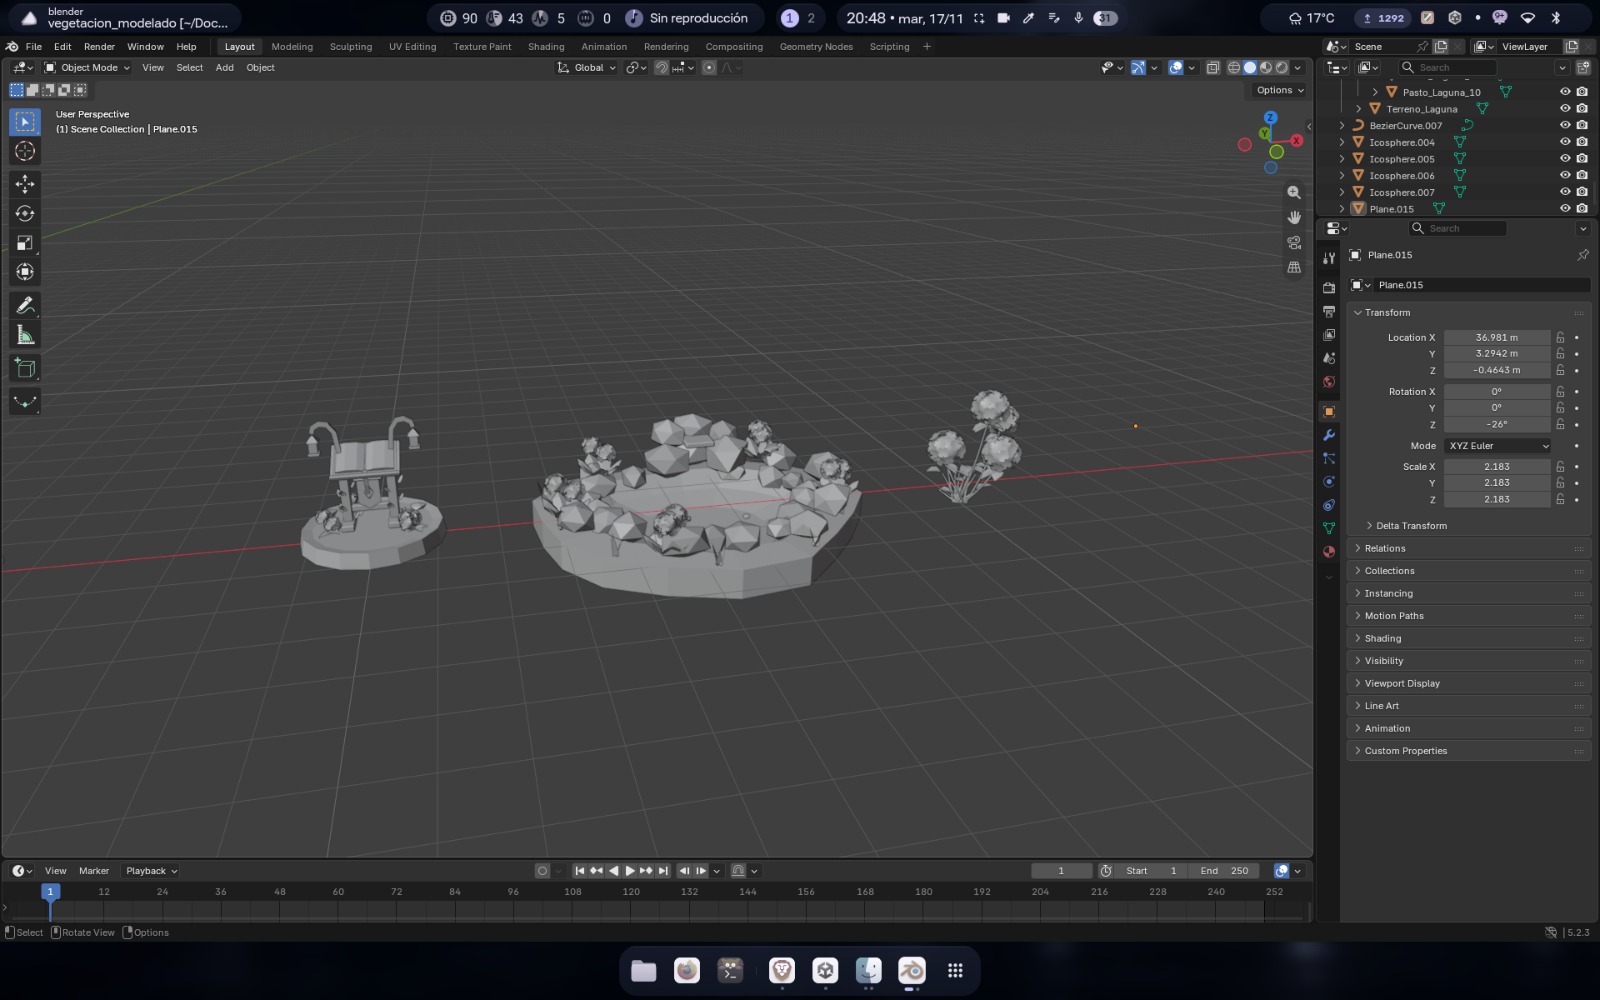 blender
vegetacion_modelado [~/Doc...
90 43 5 0 Sin reproducción
1 2
20:48 • mar, 17/11
31
17°C
1292
9+
File Edit Render Window Help
Layout Modeling Sculpting UV Editing Texture Paint Shading Animation Rendering Compositing Geometry Nodes Scripting +
Scene
ViewLayer
Object Mode View Select Add Object
Global
Search
Options
User Perspective
(1) Scene Collection | Plane.015
Z
Y
X
Pasto_Laguna_10
Terreno_Laguna
BezierCurve.007
Icosphere.004
Icosphere.005
Icosphere.006
Icosphere.007
Plane.015
Search
Plane.015
Plane.015
Transform
Location X 36.981 m
Y 3.2942 m
Z -0.4643 m
Rotation X 0°
Y 0°
Z -26°
Mode XYZ Euler
Scale X 2.183
Y 2.183
Z 2.183
Delta Transform
Relations
Collections
Instancing
Motion Paths
Shading
Visibility
Viewport Display
Line Art
Animation
Custom Properties
View Marker Playback
1
Start 1
End 250
1 12 24 36 48 60 72 84 96 108 120 132 144 156 168 180 192 204 216 228 240 252
Select Rotate View Options
5.2.3